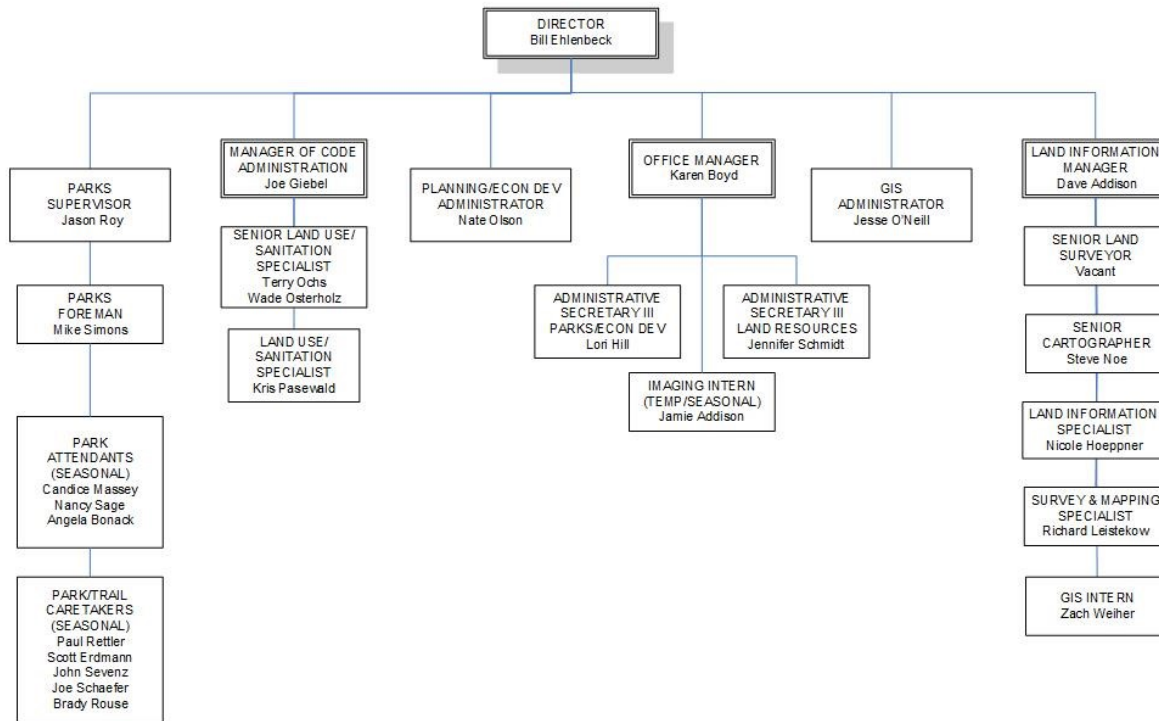 DIRECTOR
Bill Ehlenbeck
PARKS
SUPERVISOR
Jason Roy
MANAGER OF CODE
ADMINISTRATION
Joe Giebel
PLANNING/ECON DEV
ADMINISTRATOR
Nate Olson
OFFICE MANAGER
Karen Boyd
GIS
ADMINISTRATOR
Jesse O'Neill
LAND INFORMATION
MANAGER
Dave Addison
PARKS
FOREMAN
Mike Simons
PARK
ATTENDANTS
(SEASONAL)
Candice Massey
Nancy Sage
Angela Bonack
PARK/TRAIL
CARETAKERS
(SEASONAL)
Paul Rettler
Scott Erdmann
John Sevenz
Joe Schaefer
Brady Rouse
SENIOR LAND USE/
SANITATION
SPECIALIST
Terry Ochs
Wade Osterholz
LAND USE/
SANITATION
SPECIALIST
Kris Pasewald
ADMINISTRATIVE
SECRETARY III
PARKS/ECON DEV
Lori Hill
ADMINISTRATIVE
SECRETARY III
LAND RESOURCES
Jennifer Schmidt
IMAGING INTERN
(TEMP/SEASONAL)
Jamie Addison
SENIOR LAND
SURVEYOR
Vacant
SENIOR
CARTOGRAPHER
Steve Noe
LAND INFORMATION
SPECIALIST
Nicole Hoeppner
SURVEY & MAPPING
SPECIALIST
Richard Leistekow
GIS INTERN
Zach Weiher